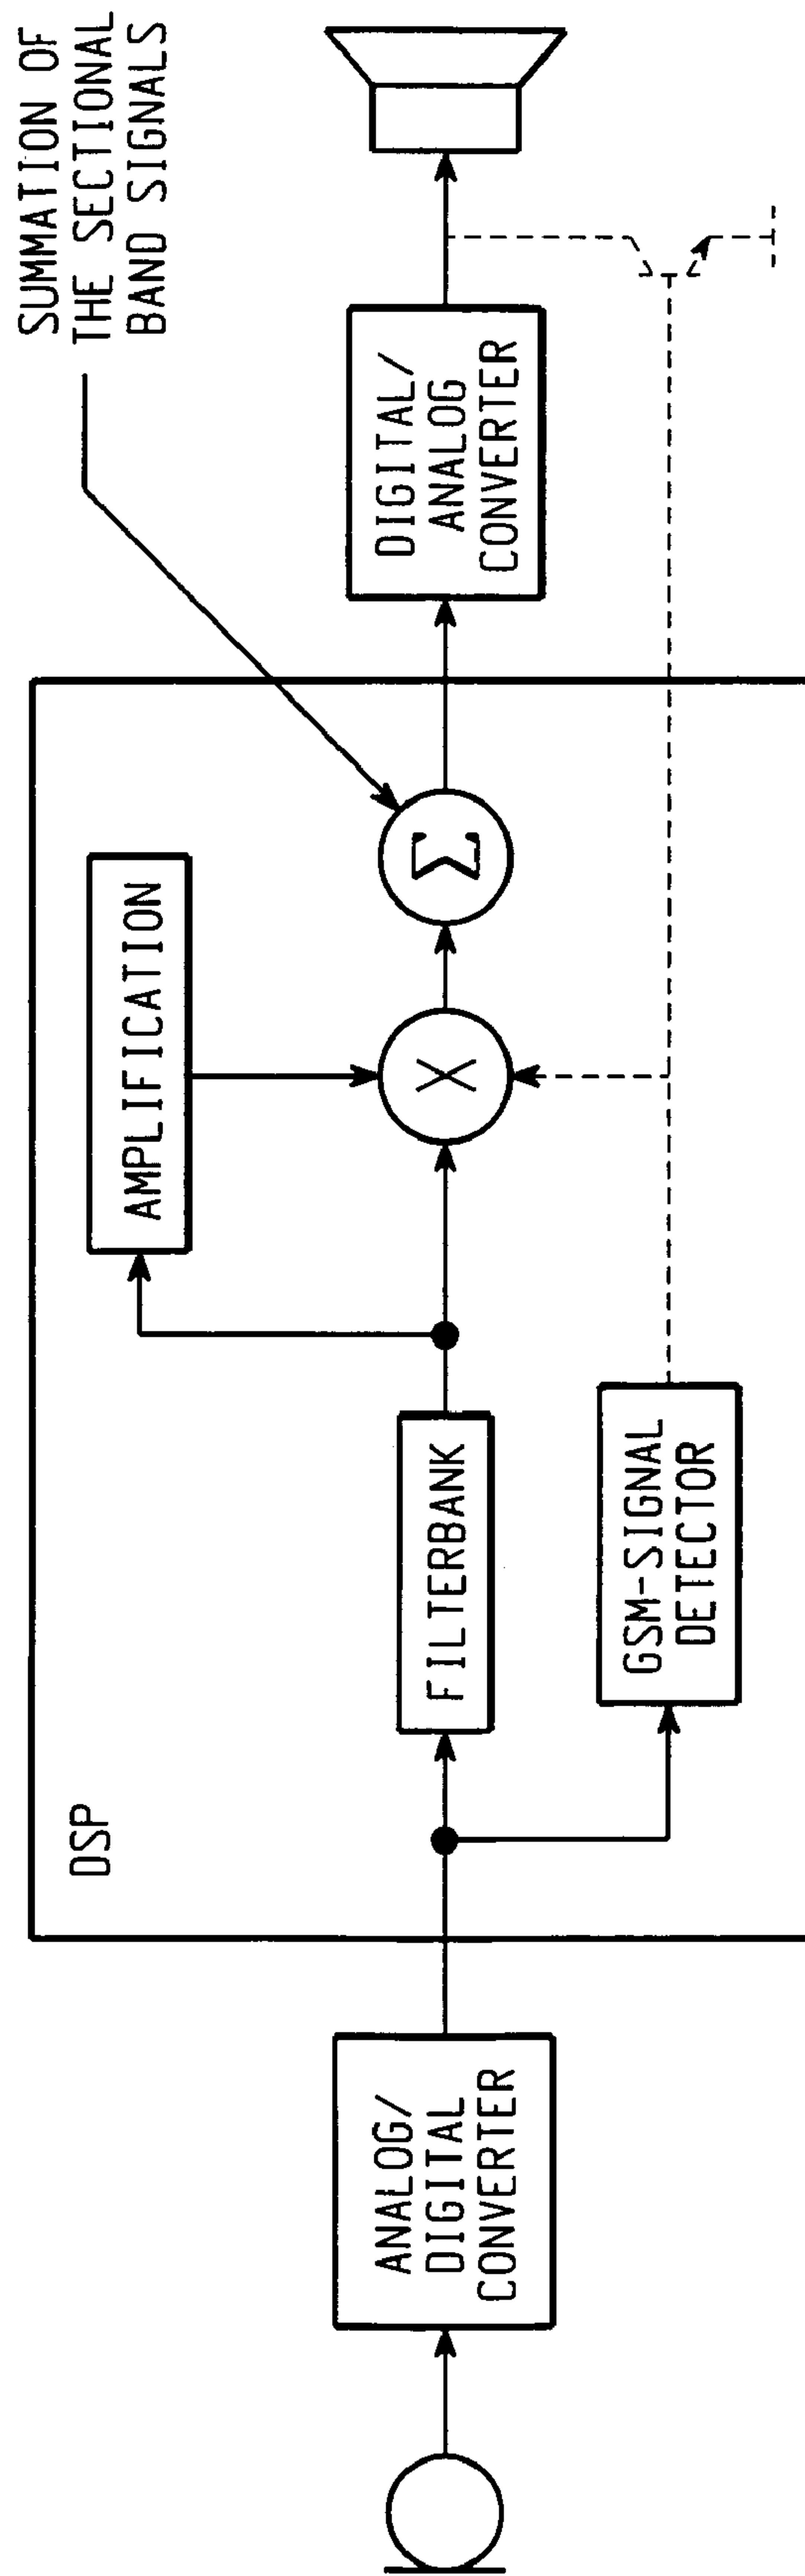 SUMMATION OF
THE SECTIONAL
BAND SIGNALS
DSP
AMPLIFICATION
ANALOG/
DIGITAL
CONVERTER
FILTERBANK
X
Σ
DIGITAL/
ANALOG
CONVERTER
GSM-SIGNAL
DETECTOR